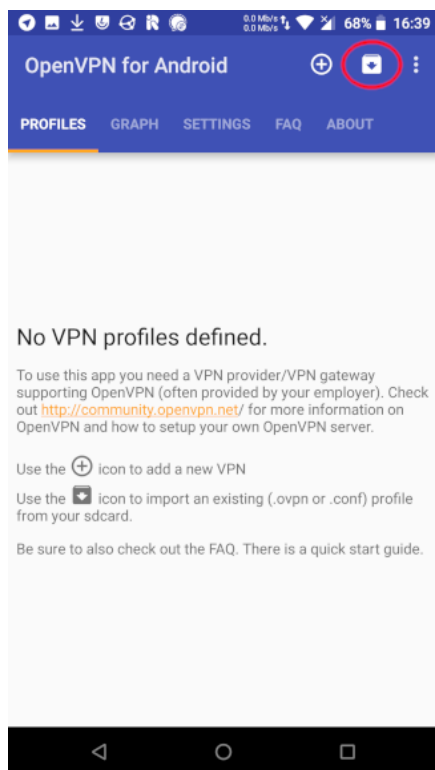 0.0 Mb/s
0.0 Mb/s
68%
16:39
OpenVPN for Android
PROFILES GRAPH SETTINGS FAQ ABOUT
No VPN profiles defined.
To use this app you need a VPN provider/VPN gateway
supporting OpenVPN (often provided by your employer). Check
out http://community.openvpn.net/ for more information on
OpenVPN and how to setup your own OpenVPN server.
Use the icon to add a new VPN
Use the icon to import an existing (.ovpn or .conf) profile
from your sdcard.
Be sure to also check out the FAQ. There is a quick start guide.